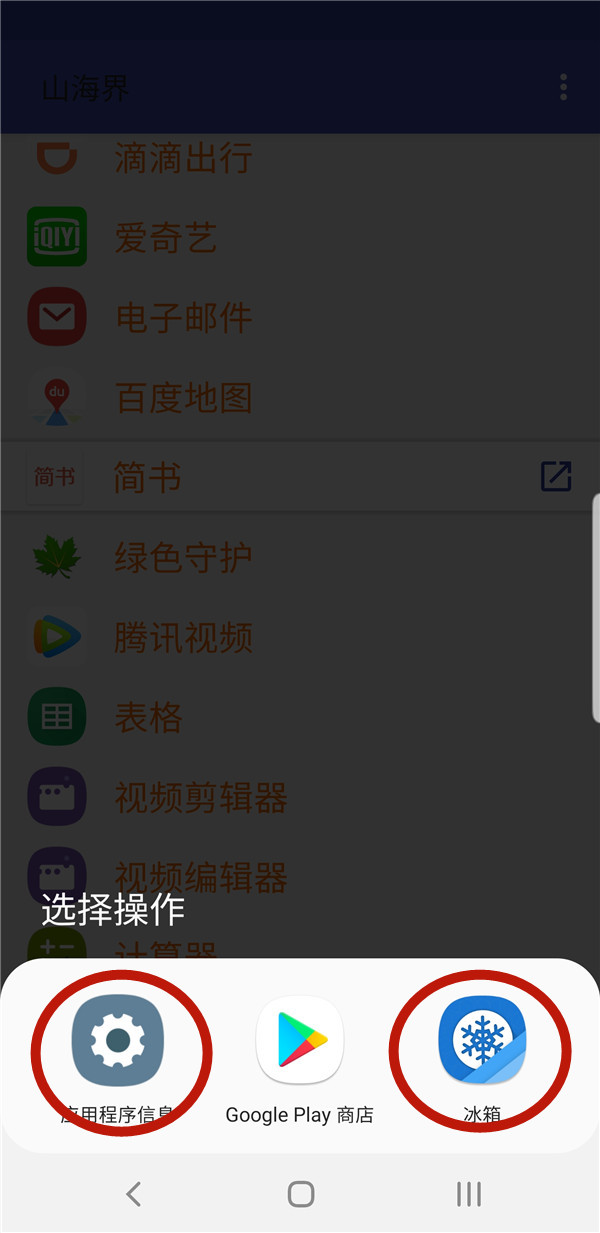 山海界
滴滴出行
iQIYI
爱奇艺
电子邮件
du
百度地图
简书
简书
绿色守护
腾讯视频
表格
视频剪辑器
视频编辑器
选择操作
计算器
应用程序信息
Google Play 商店
冰箱